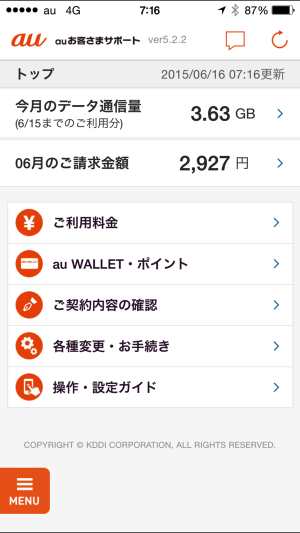 au 4G 7:16 87%
au auお客さまサポート ver5.2.2
トップ 2015/06/16 07:16更新
今月のデータ通信量 3.63 GB
(6/15までのご利用分)
06月のご請求金額 2,927 円
¥ ご利用料金
au WALLET・ポイント
ご契約内容の確認
各種変更・お手続き
操作・設定ガイド
COPYRIGHT © KDDI CORPORATION, ALL RIGHTS RESERVED.
MENU